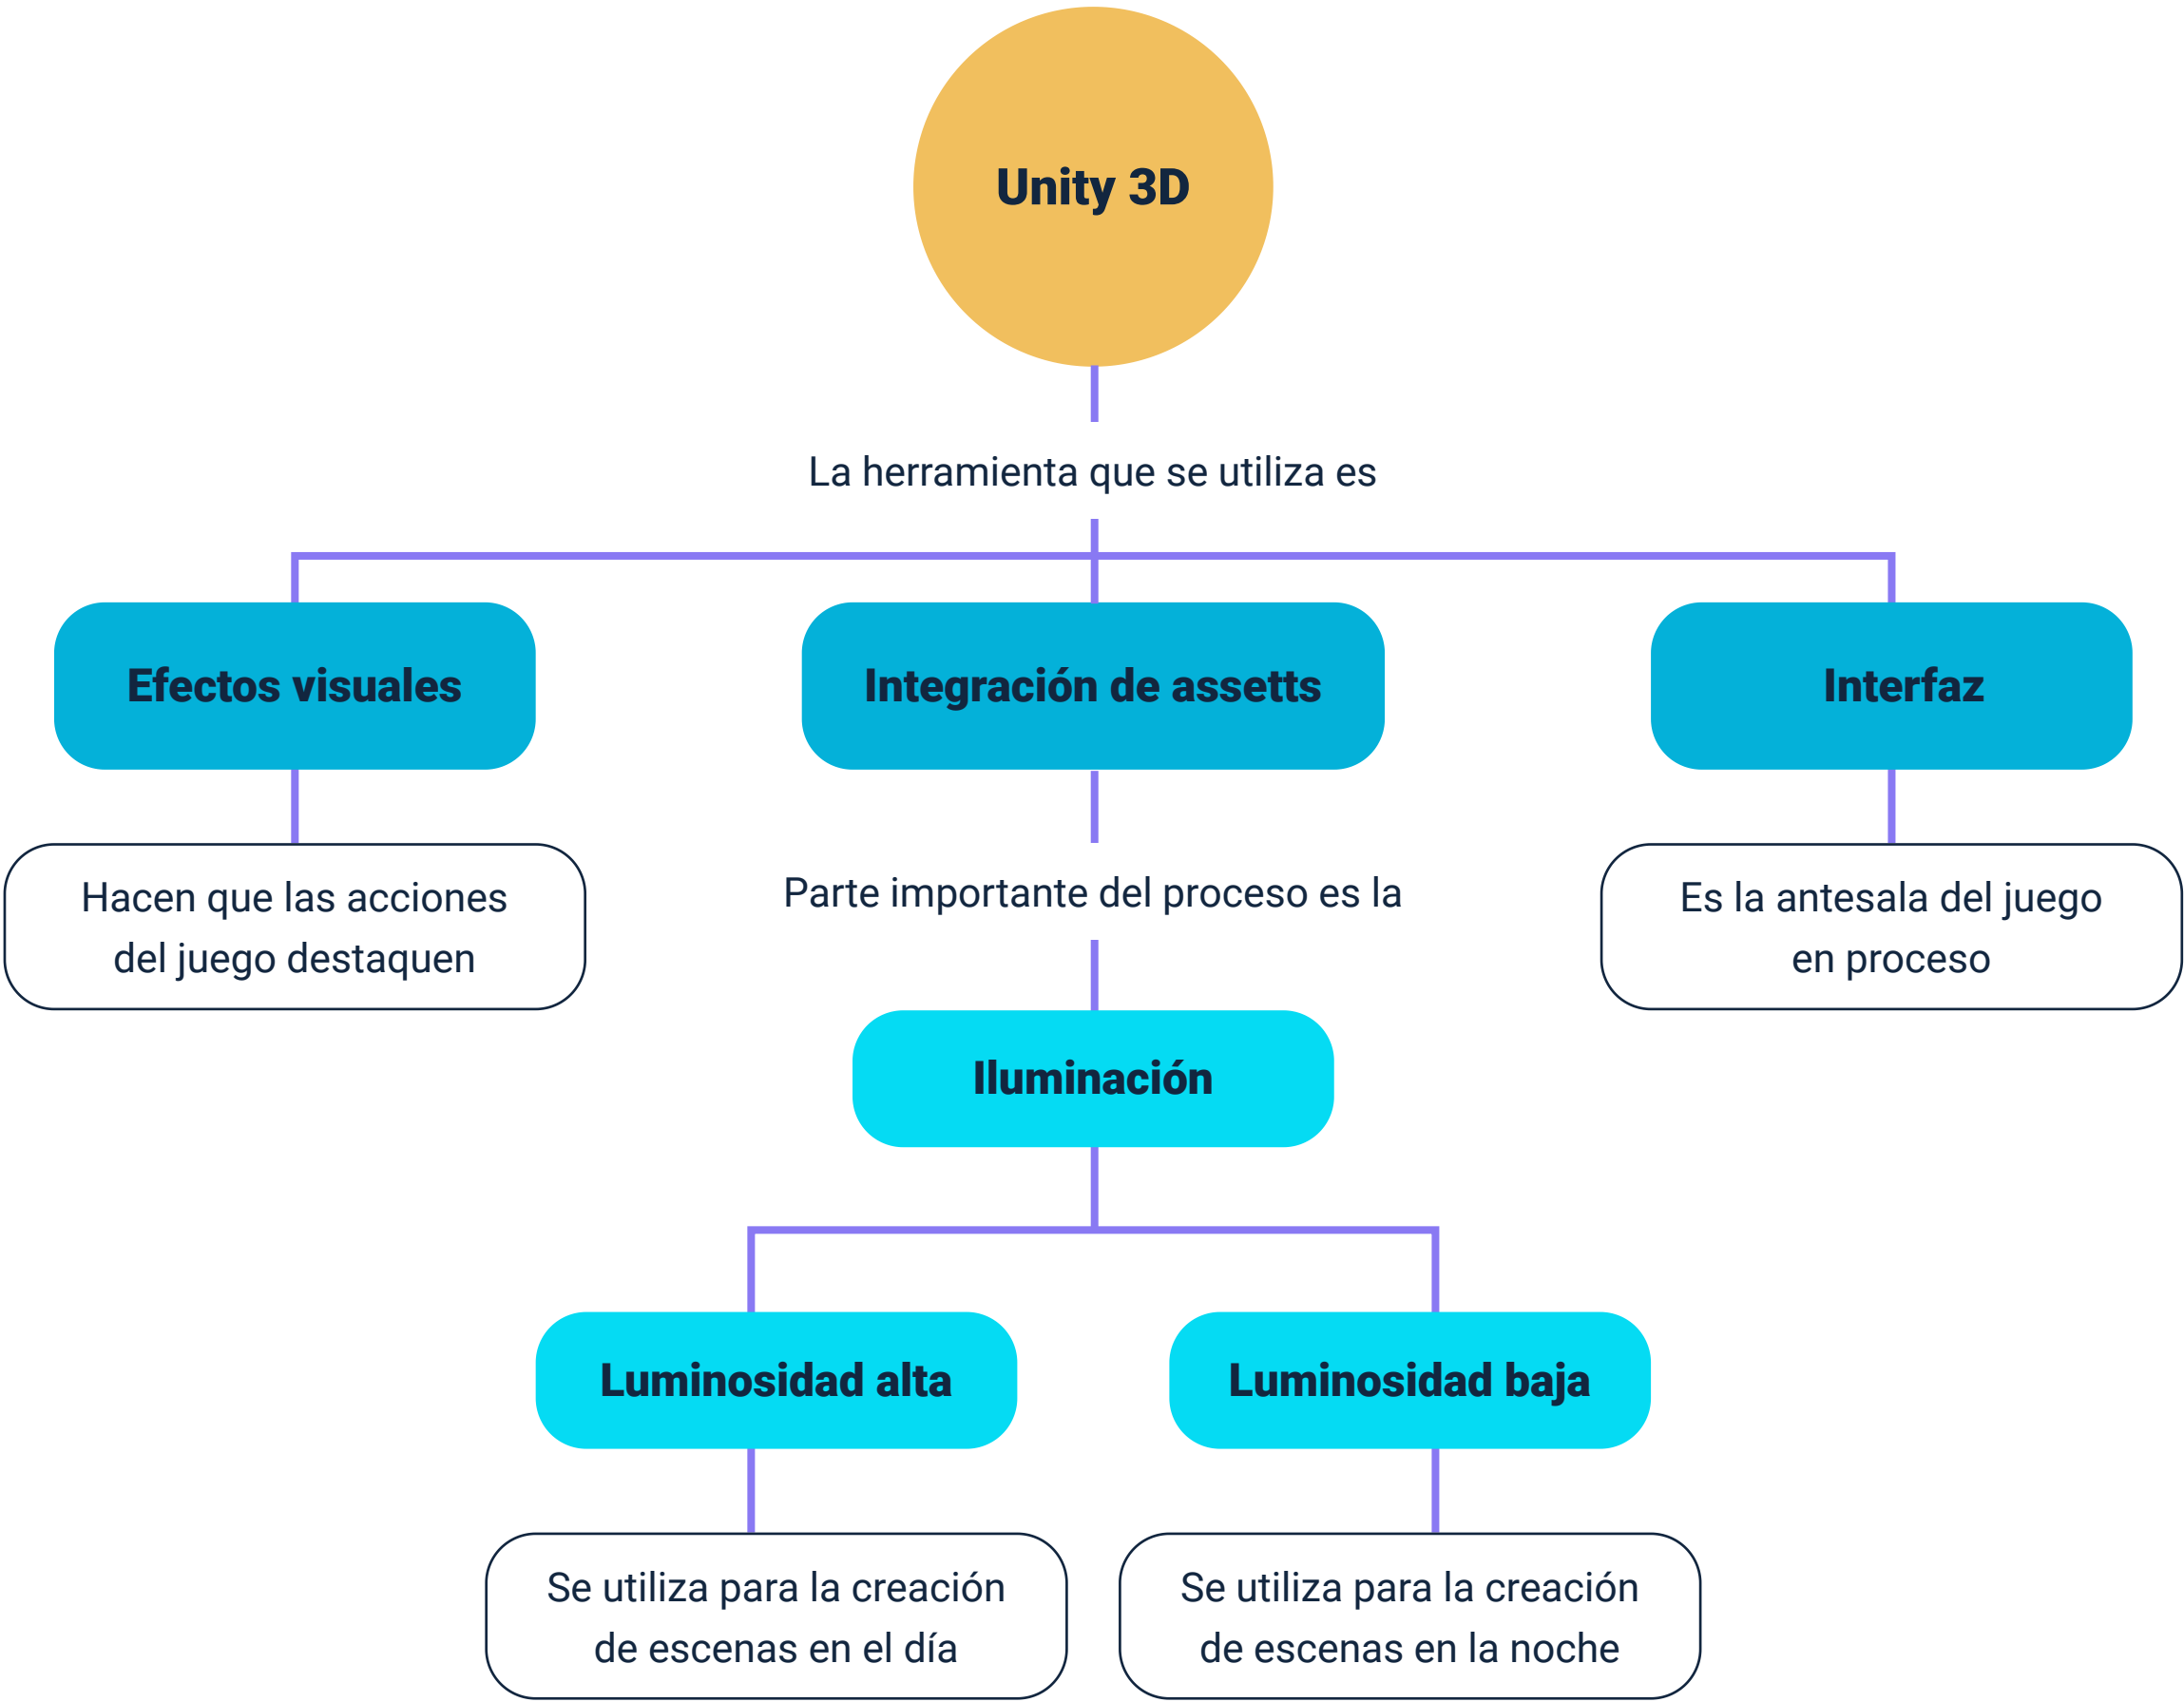 Unity 3D
La herramienta que se utiliza es
Efectos visuales
Integración de assetts
Interfaz
Hacen que las acciones
del juego destaquen
Parte importante del proceso es la
Es la antesala del juego
en proceso
Iluminación
Luminosidad alta
Luminosidad baja
Se utiliza para la creación
de escenas en el día
Se utiliza para la creación
de escenas en la noche